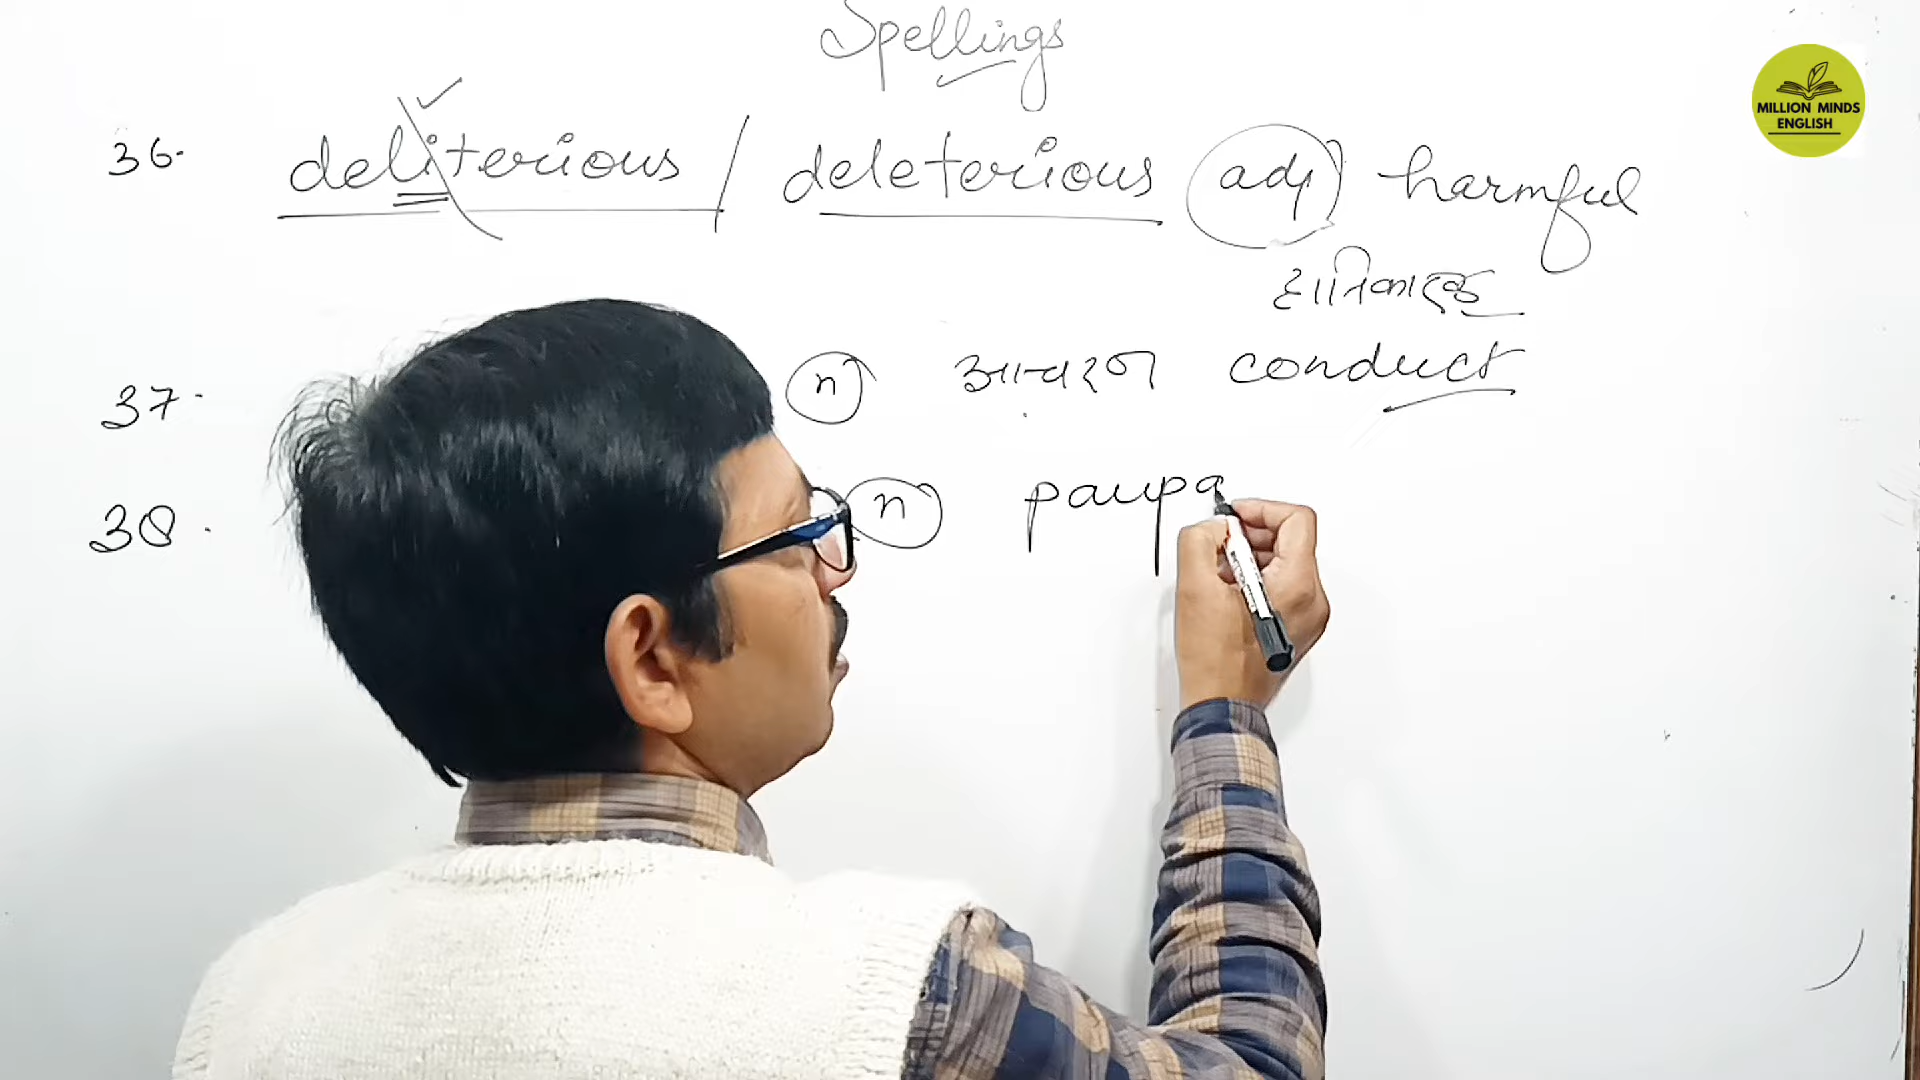 Spellings
MILLION MINDS
ENGLISH
36. deliterious / deleterious adj harmful
हानिकारक
37. n आचरण conduct
38. n paupa